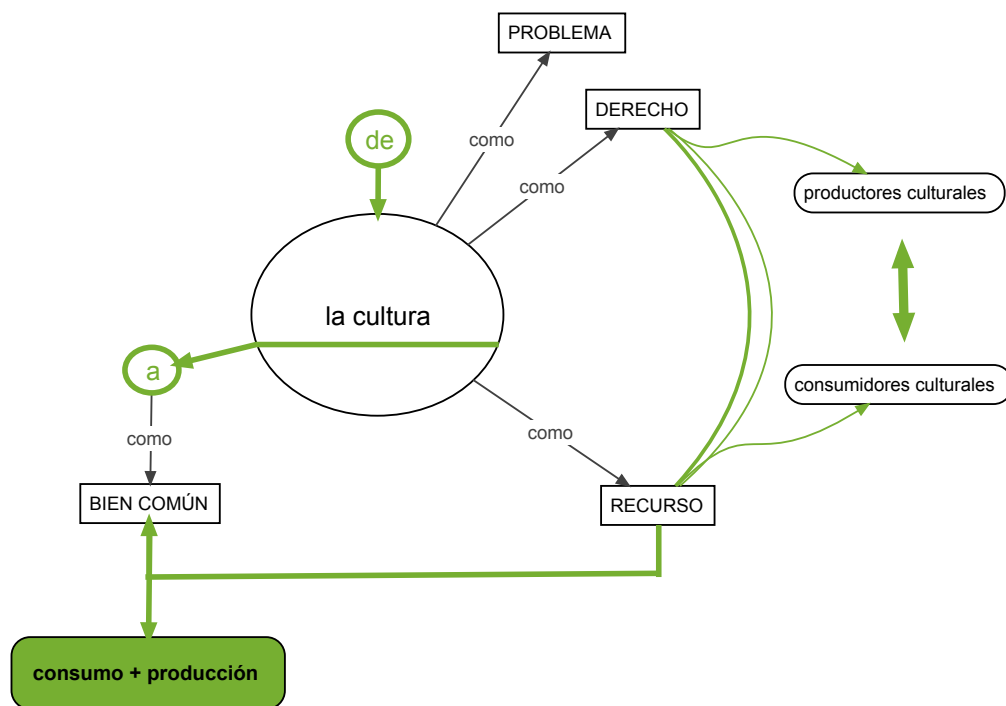 PROBLEMA
DERECHO
de
como
como
productores culturales
la cultura
a
consumidores culturales
como
como
BIEN COMÚN
RECURSO
consumo + producción